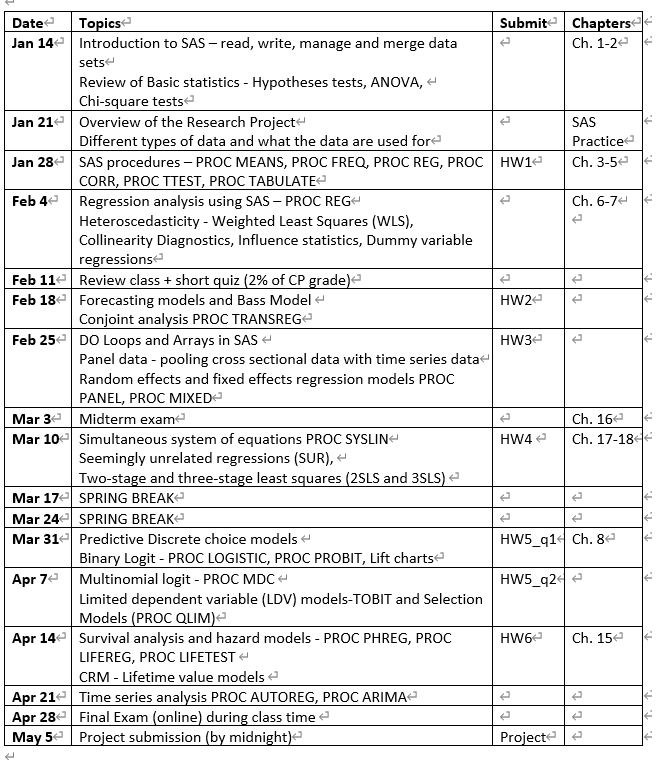 Date Topics Submit Chapters
Jan 14 Introduction to SAS – read, write, manage and merge data Ch. 1-2
sets
Review of Basic statistics - Hypotheses tests, ANOVA,
Chi-square tests
Jan 21 Overview of the Research Project SAS
Different types of data and what the data are used for Practice
Jan 28 SAS procedures – PROC MEANS, PROC FREQ, PROC REG, PROC HW1 Ch. 3-5
CORR, PROC TTEST, PROC TABULATE
Feb 4 Regression analysis using SAS – PROC REG Ch. 6-7
Heteroscedasticity - Weighted Least Squares (WLS),
Collinearity Diagnostics, Influence statistics, Dummy variable
regressions
Feb 11 Review class + short quiz (2% of CP grade)
Feb 18 Forecasting models and Bass Model HW2
Conjoint analysis PROC TRANSREG
Feb 25 DO Loops and Arrays in SAS HW3
Panel data - pooling cross sectional data with time series data
Random effects and fixed effects regression models PROC
PANEL, PROC MIXED
Mar 3 Midterm exam Ch. 16
Mar 10 Simultaneous system of equations PROC SYSLIN HW4 Ch. 17-18
Seemingly unrelated regressions (SUR),
Two-stage and three-stage least squares (2SLS and 3SLS)
Mar 17 SPRING BREAK
Mar 24 SPRING BREAK
Mar 31 Predictive Discrete choice models HW5_q1 Ch. 8
Binary Logit - PROC LOGISTIC, PROC PROBIT, Lift charts
Apr 7 Multinomial logit - PROC MDC HW5_q2
Limited dependent variable (LDV) models-TOBIT and Selection
Models (PROC QLIM)
Apr 14 Survival analysis and hazard models - PROC PHREG, PROC HW6 Ch. 15
LIFEREG, PROC LIFETEST
CRM - Lifetime value models
Apr 21 Time series analysis PROC AUTOREG, PROC ARIMA
Apr 28 Final Exam (online) during class time
May 5 Project submission (by midnight) Project